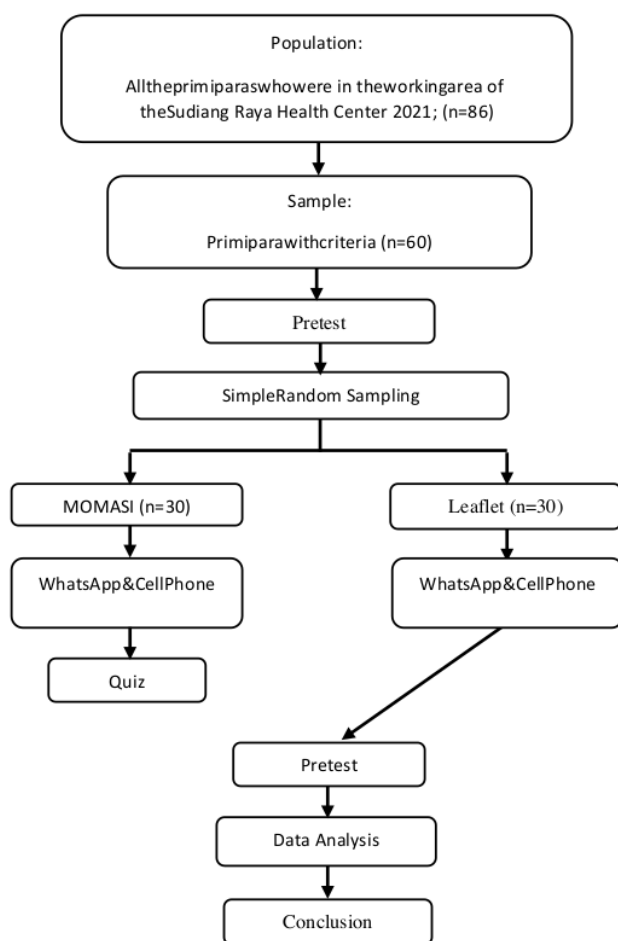 Population:
Alltheprimiparaswhowere in theworkingarea of
theSudiang Raya Health Center 2021; (n=86)
Sample:
Primiparawithcriteria (n=60)
Pretest
SimpleRandom Sampling
MOMASI (n=30)
Leaflet (n=30)
WhatsApp&CellPhone
WhatsApp&CellPhone
Quiz
Pretest
Data Analysis
Conclusion